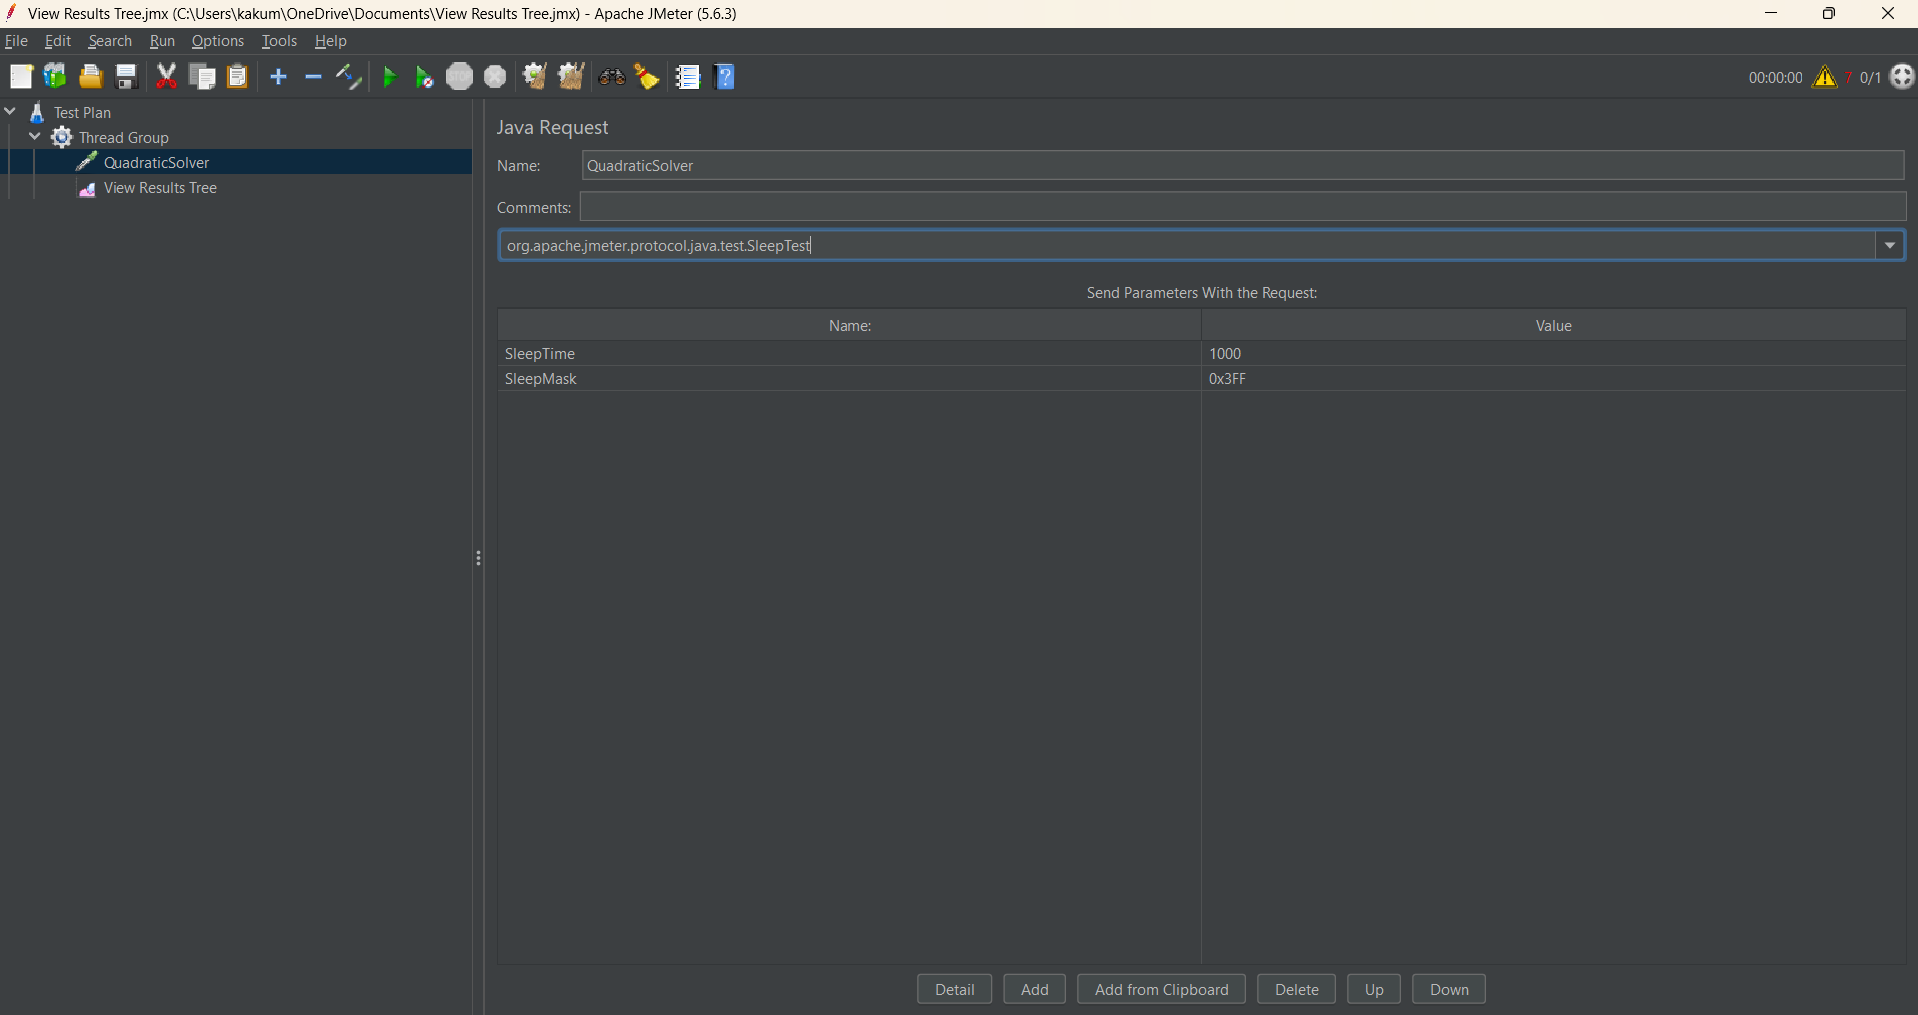 View Results Tree.jmx (C:\Users\kakum\OneDrive\Documents\View Results Tree.jmx) - Apache JMeter (5.6.3)
File Edit Search Run Options Tools Help
STOP ? 00:00:00 7 0/1
Test Plan
Thread Group
QuadraticSolver
View Results Tree
Java Request
Name: QuadraticSolver
Comments:
org.apache.jmeter.protocol.java.test.SleepTest
Send Parameters With the Request:
Name: Value
SleepTime 1000
SleepMask 0x3FF
Detail Add Add from Clipboard Delete Up Down